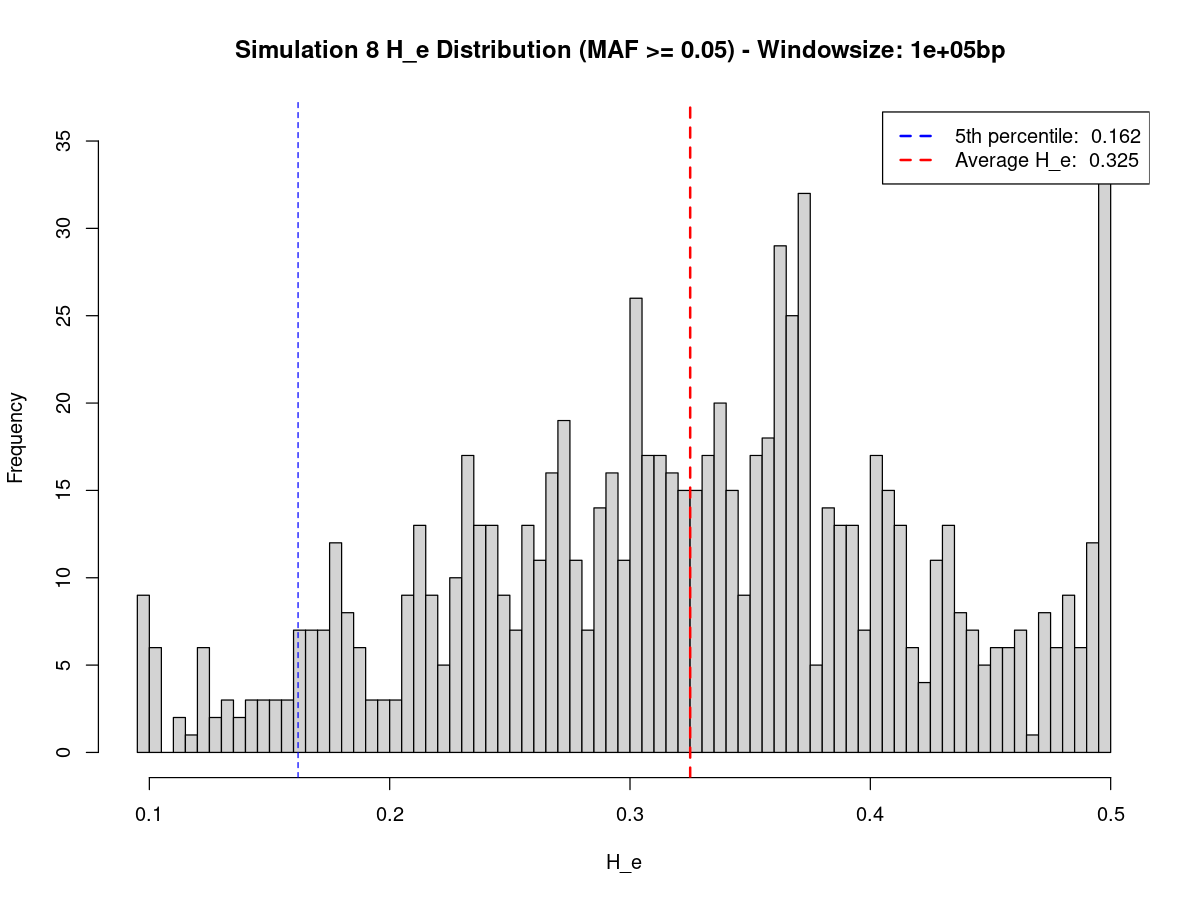 Simulation 8 H_e Distribution (MAF >= 0.05) - Windowsize: 1e+05bp
5th percentile: 0.162
Average H_e: 0.325
Frequency
35
30
25
20
15
10
5
0
0.1 0.2 0.3 0.4 0.5
H_e